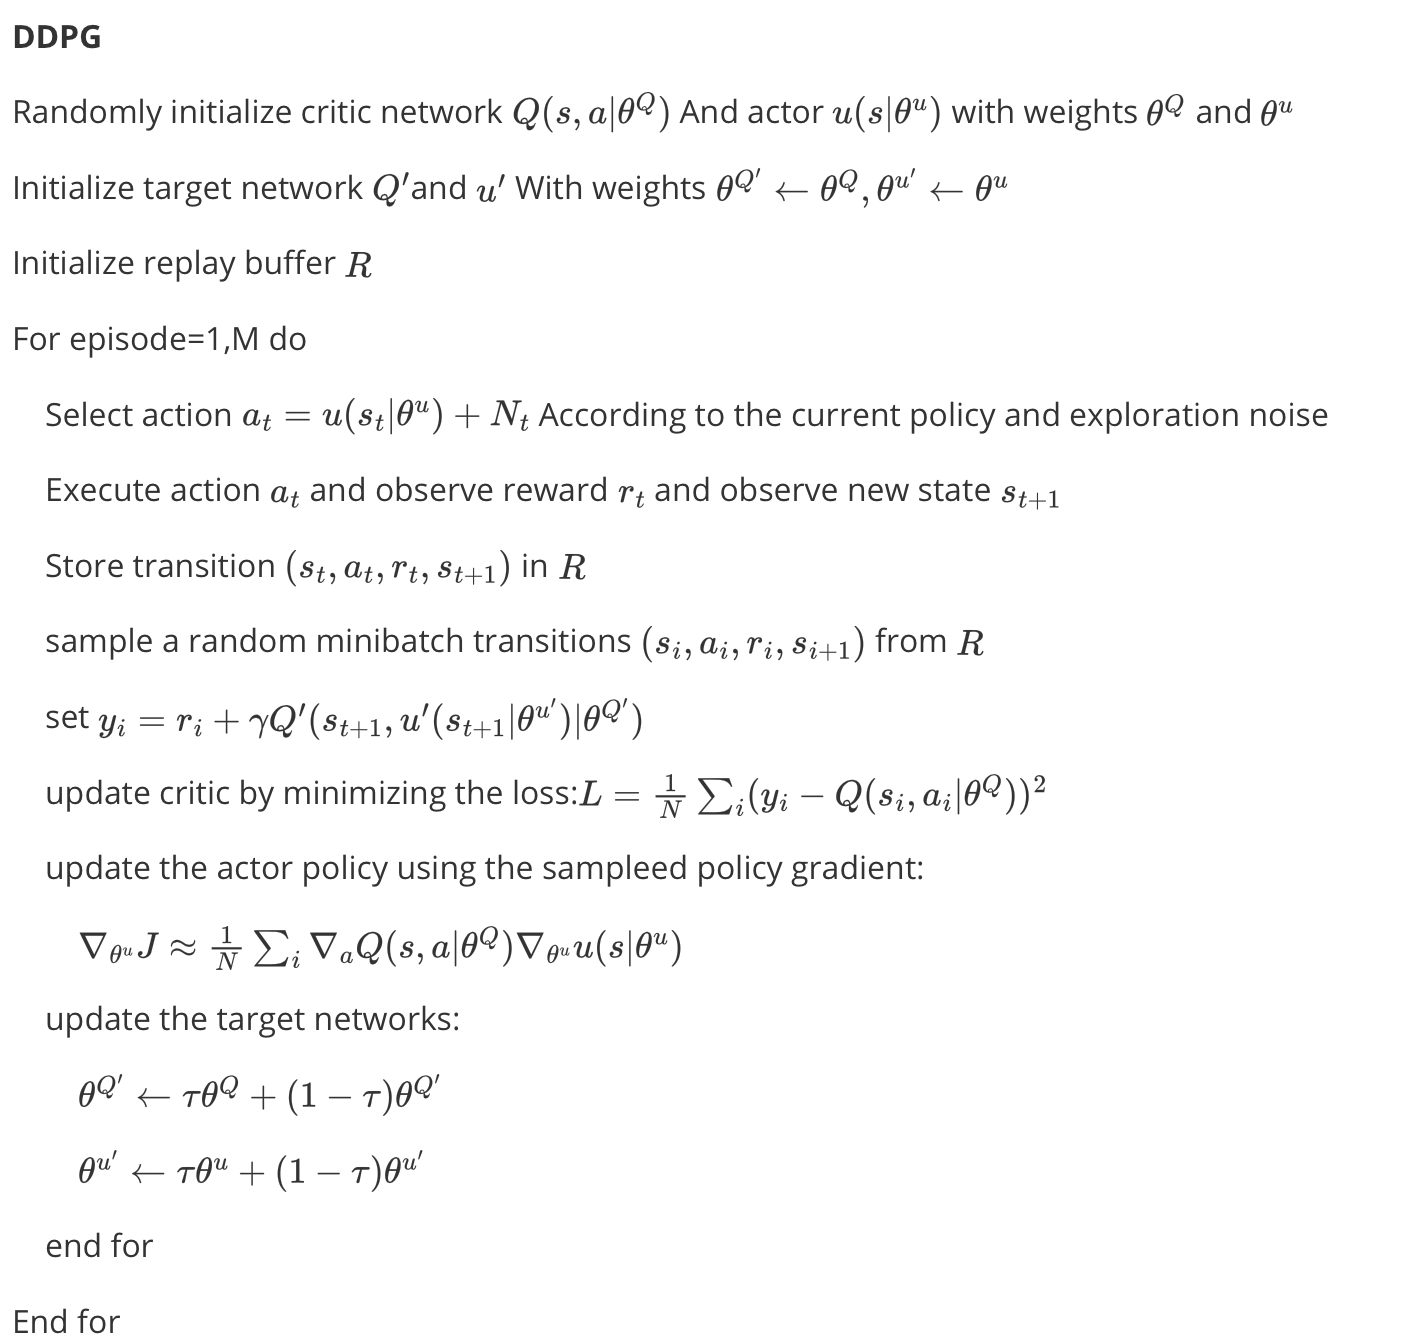 DDPG
Randomly initialize critic network $Q(s, a|\theta^Q)$ And actor $u(s|\theta^u)$ with weights $\theta^Q$ and $\theta^u$
Initialize target network $Q'$and $u'$ With weights $\theta^{Q'} \leftarrow \theta^Q, \theta^{u'} \leftarrow \theta^u$
Initialize replay buffer $R$
For episode=1,M do
Select action $a_t = u(s_t|\theta^u) + N_t$ According to the current policy and exploration noise
Execute action $a_t$ and observe reward $r_t$ and observe new state $s_{t+1}$
Store transition $(s_t, a_t, r_t, s_{t+1})$ in $R$
sample a random minibatch transitions $(s_i, a_i, r_i, s_{i+1})$ from $R$
set $y_i = r_i + \gamma Q'(s_{t+1}, u'(s_{t+1}|\theta^{u'})|\theta^{Q'})$
update critic by minimizing the loss:$L = \frac{1}{N} \sum_i (y_i - Q(s_i, a_i|\theta^Q))^2$
update the actor policy using the sampleed policy gradient:
$\nabla_{\theta^u} J \approx \frac{1}{N} \sum_i \nabla_a Q(s, a|\theta^Q) \nabla_{\theta^u} u(s|\theta^u)$
update the target networks:
$\theta^{Q'} \leftarrow \tau\theta^Q + (1 - \tau)\theta^{Q'}$
$\theta^{u'} \leftarrow \tau\theta^u + (1 - \tau)\theta^{u'}$
end for
End for